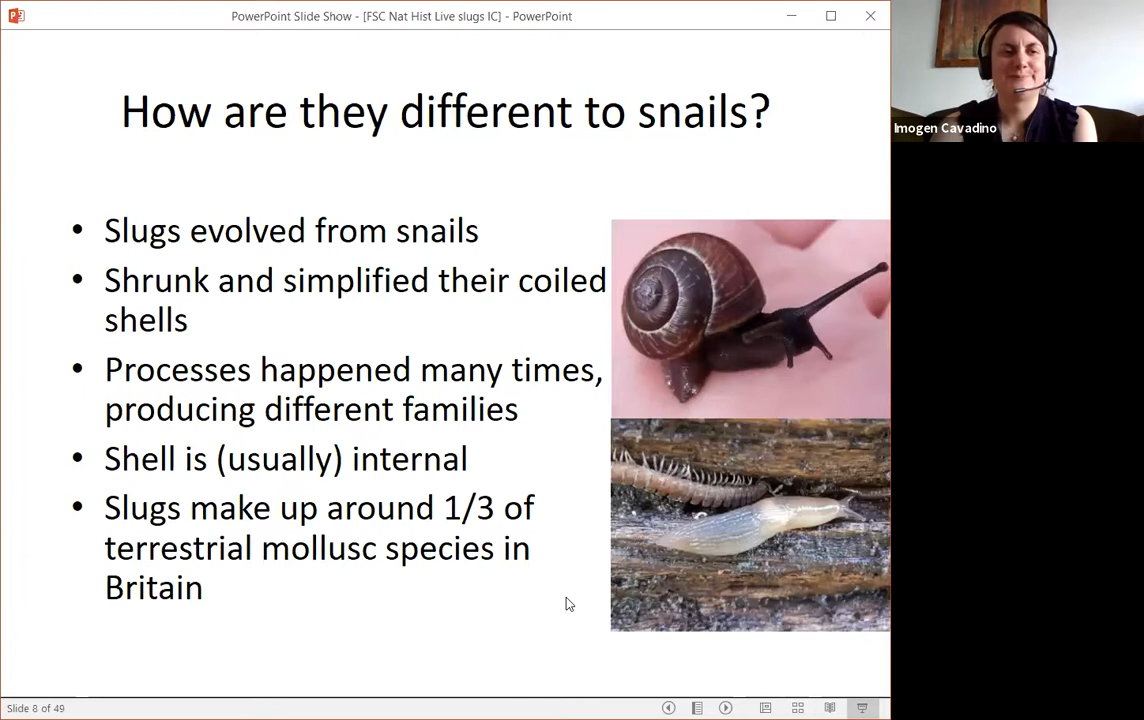 PowerPoint Slide Show - [FSC Nat Hist Live slugs IC] - PowerPoint
Imogen Cavadino
How are they different to snails?
• Slugs evolved from snails
• Shrunk and simplified their coiled
shells
• Processes happened many times,
producing different families
• Shell is (usually) internal
• Slugs make up around 1/3 of
terrestrial mollusc species in
Britain
Slide 8 of 49